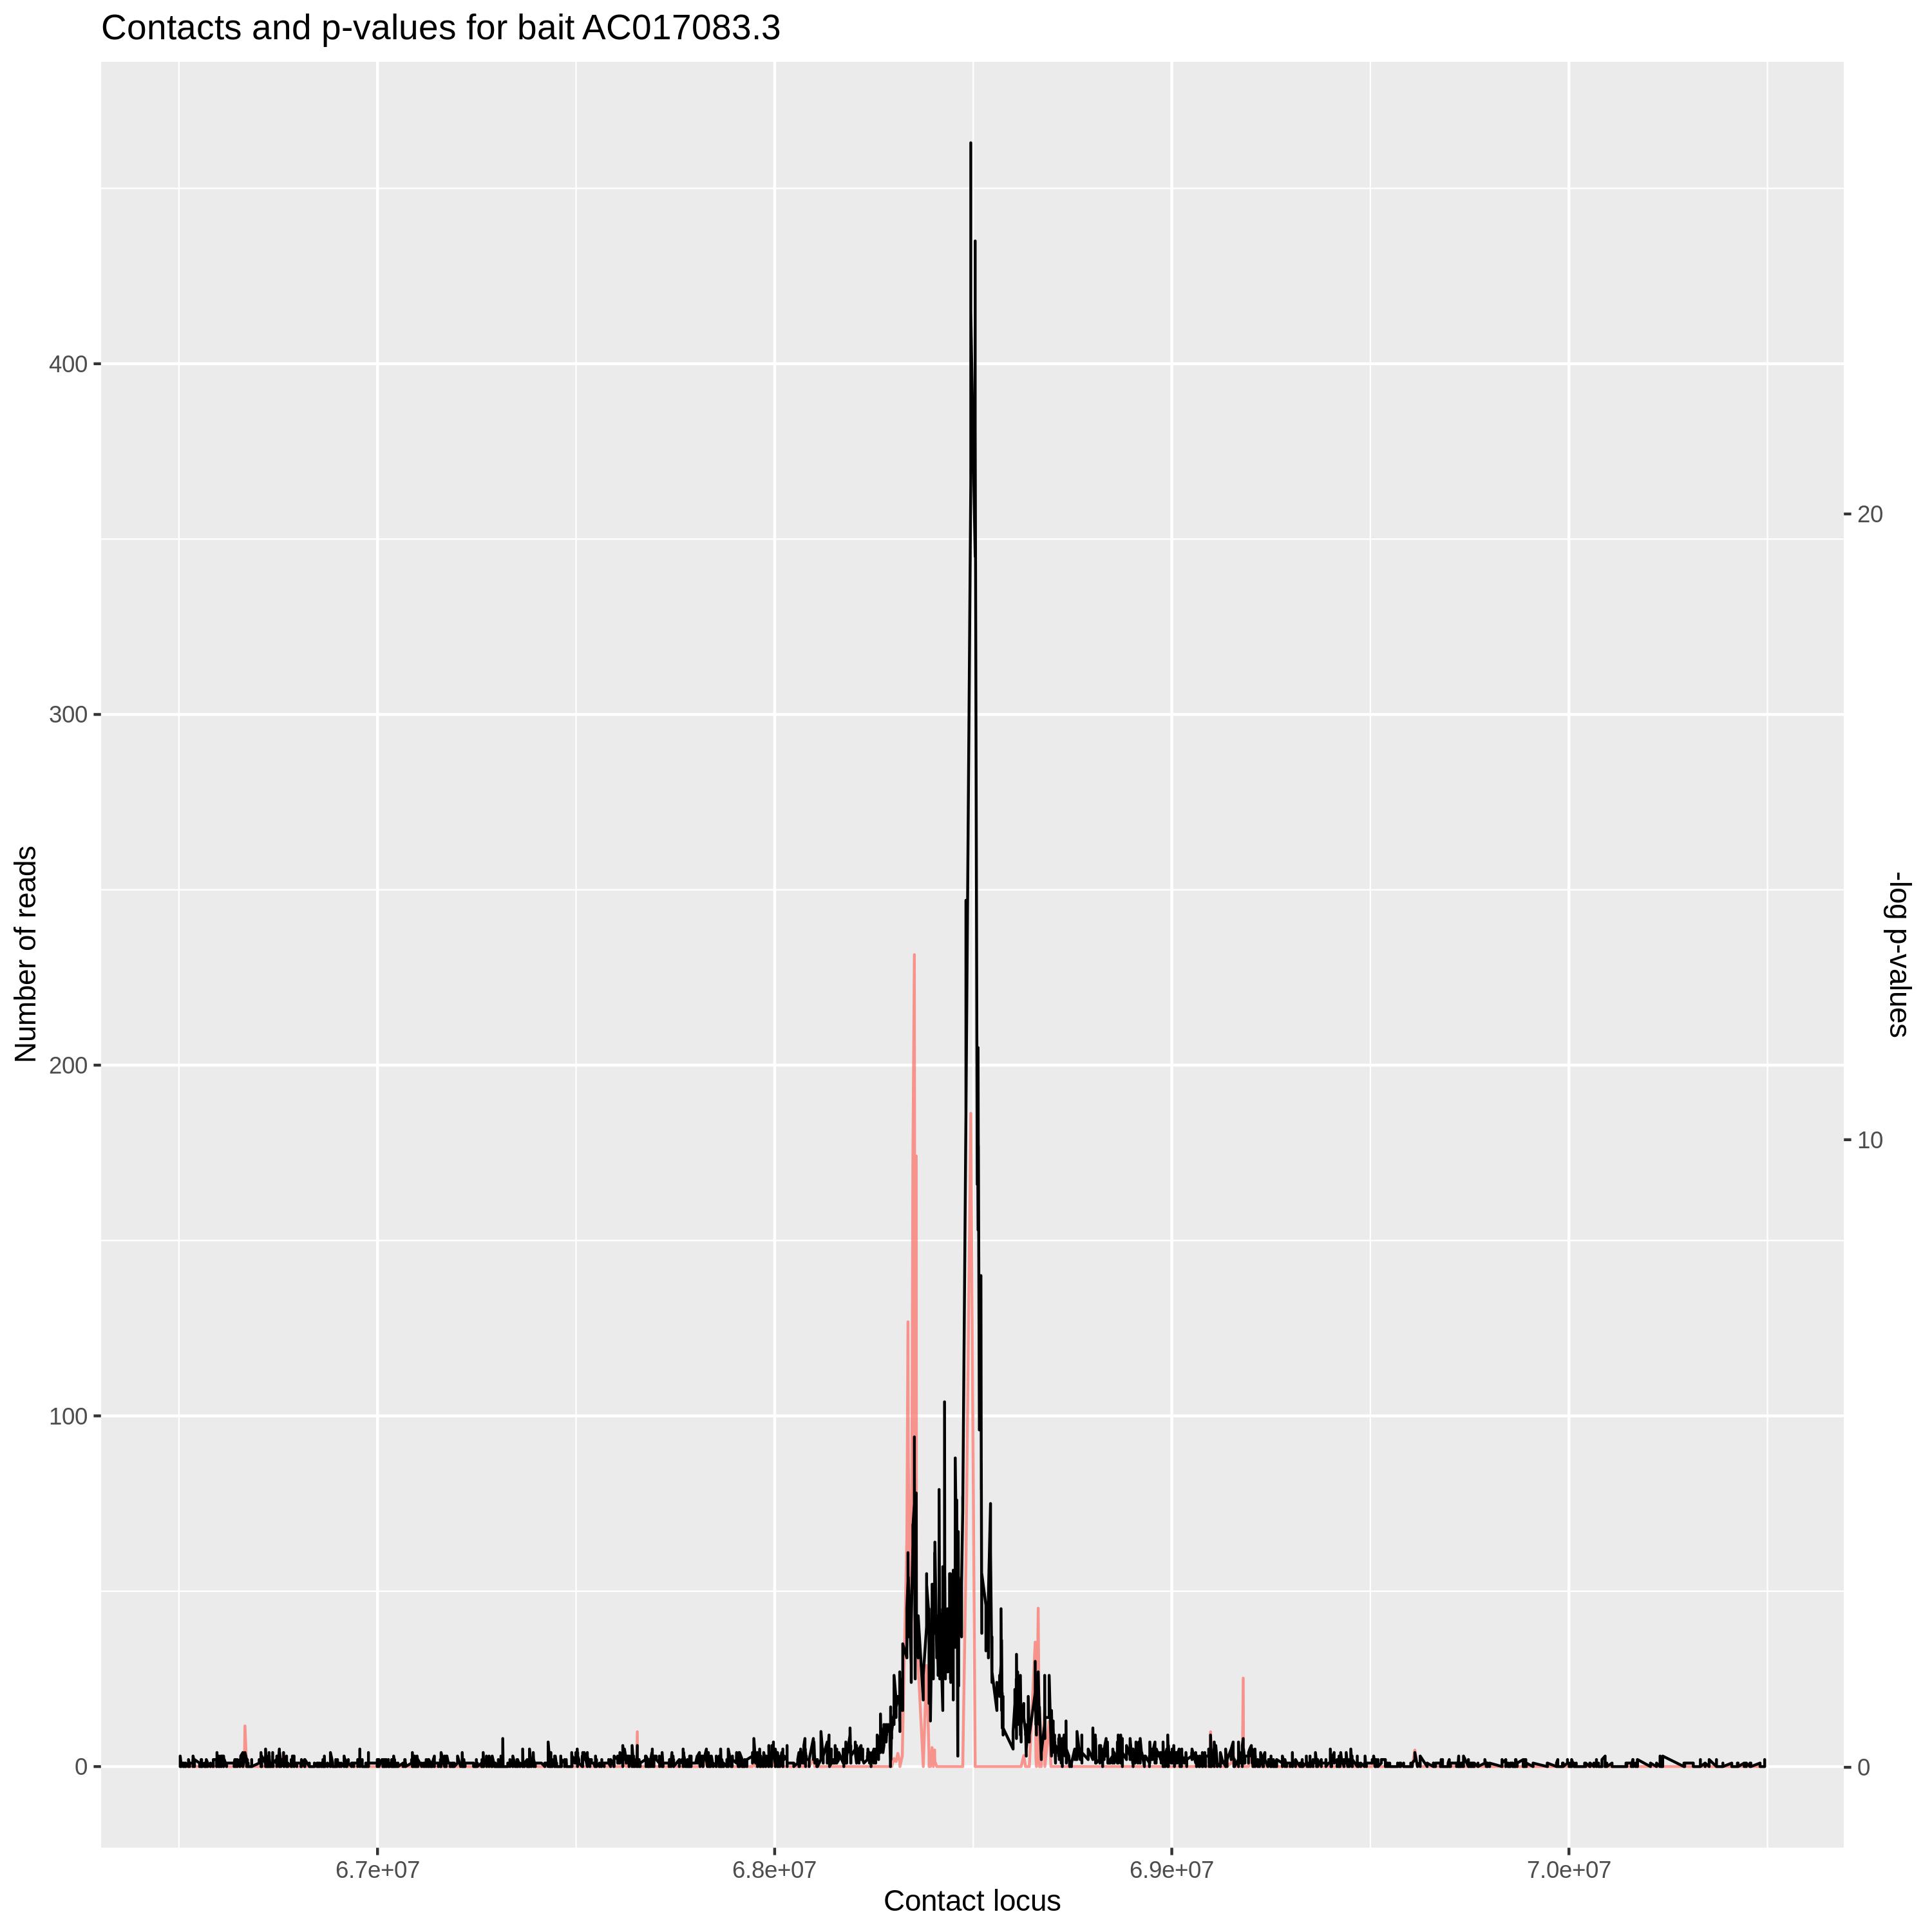 Contacts and p-values for bait AC017083.3
400
300
200
100
0
20
10
0
Number of reads
-log p-values
6.7e+07
6.8e+07
6.9e+07
7.0e+07
Contact locus